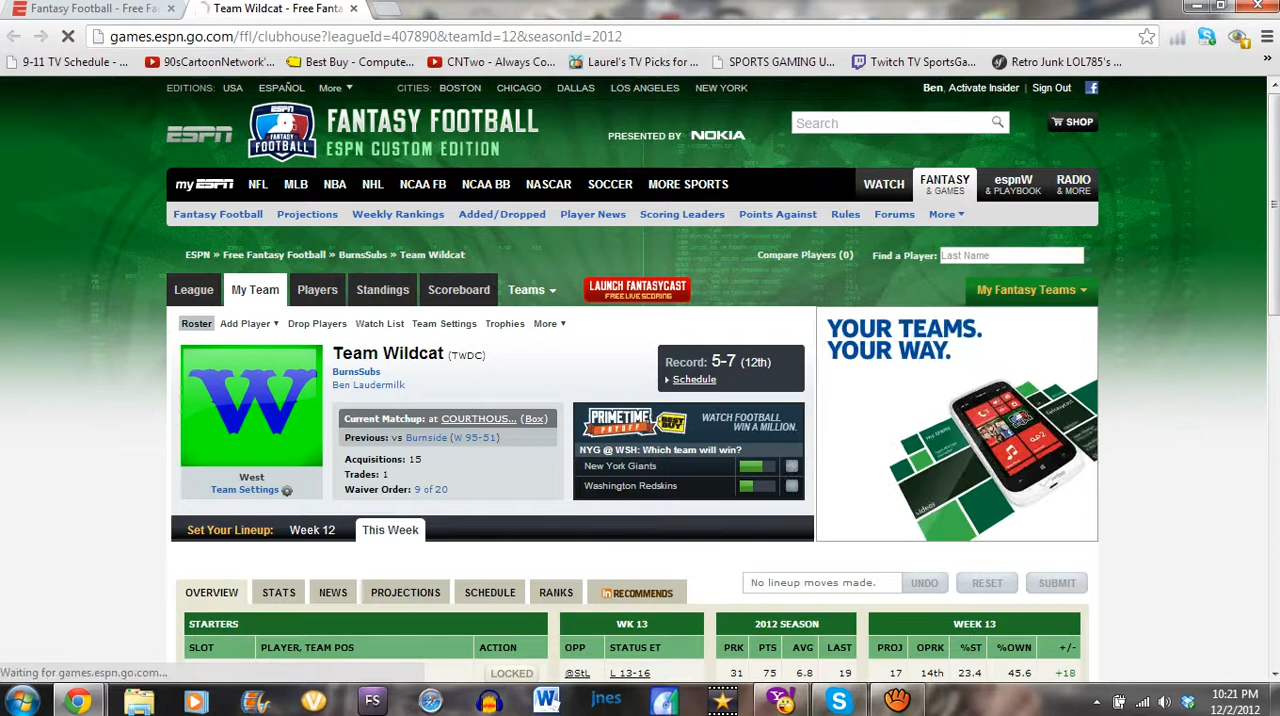 Fantasy Football - Free Fa
Team Wildcat - Free Fanta
games.espn.go.com/ffl/clubhouse?leagueId=407890&teamId=12&seasonId=2012
9-11 TV Schedule - ...
90sCartoonNetwork'...
Best Buy - Compute...
CNTwo - Always Co...
Laurel's TV Picks for ...
SPORTS GAMING U...
Twitch TV SportsGa...
Retro Junk LOL785's ...
EDITIONS: USA ESPAÑOL More CITIES: BOSTON CHICAGO DALLAS LOS ANGELES NEW YORK
Ben, Activate Insider | Sign Out
ESPN
ESPN FANTASY FOOTBALL
FANTASY FOOTBALL
ESPN CUSTOM EDITION
PRESENTED BY NOKIA
Search
SHOP
myESPN NFL MLB NBA NHL NCAA FB NCAA BB NASCAR SOCCER MORE SPORTS WATCH FANTASY & GAMES espnW & PLAYBOOK RADIO & MORE
Fantasy Football Projections Weekly Rankings Added/Dropped Player News Scoring Leaders Points Against Rules Forums More
ESPN » Free Fantasy Football » BurnsSubs » Team Wildcat
Compare Players (0)
Find a Player: Last Name
League My Team Players Standings Scoreboard Teams
LAUNCH FANTASYCAST
FREE LIVE SCORING
My Fantasy Teams
Roster Add Player Drop Players Watch List Team Settings Trophies More
W
West
Team Settings
Team Wildcat (TWDC)
BurnsSubs
Ben Laudermilk
Record: 5-7 (12th)
Schedule
Current Matchup: at COURTHOUS... (Box)
Previous: vs Burnside (W 95-51)
Acquisitions: 15
Trades: 1
Waiver Order: 9 of 20
PRIMETIME PAYOFF
BEST BUY
WATCH FOOTBALL
WIN A MILLION.
NYG @ WSH: Which team will win?
New York Giants
Washington Redskins
YOUR TEAMS.
YOUR WAY.
videos
Set Your Lineup: Week 12 This Week
OVERVIEW STATS NEWS PROJECTIONS SCHEDULE RANKS in RECOMMENDS
No lineup moves made. UNDO RESET SUBMIT
STARTERS WK 13 2012 SEASON WEEK 13
SLOT PLAYER, TEAM POS ACTION OPP STATUS ET PRK PTS AVG LAST PROJ OPRK %ST %OWN +/-
LOCKED @StL L 13-16 31 75 6.8 19 17 14th 23.4 45.6 +18
Waiting for games.espn.go.com...
FS
W
jnes
10:21 PM
12/2/2012